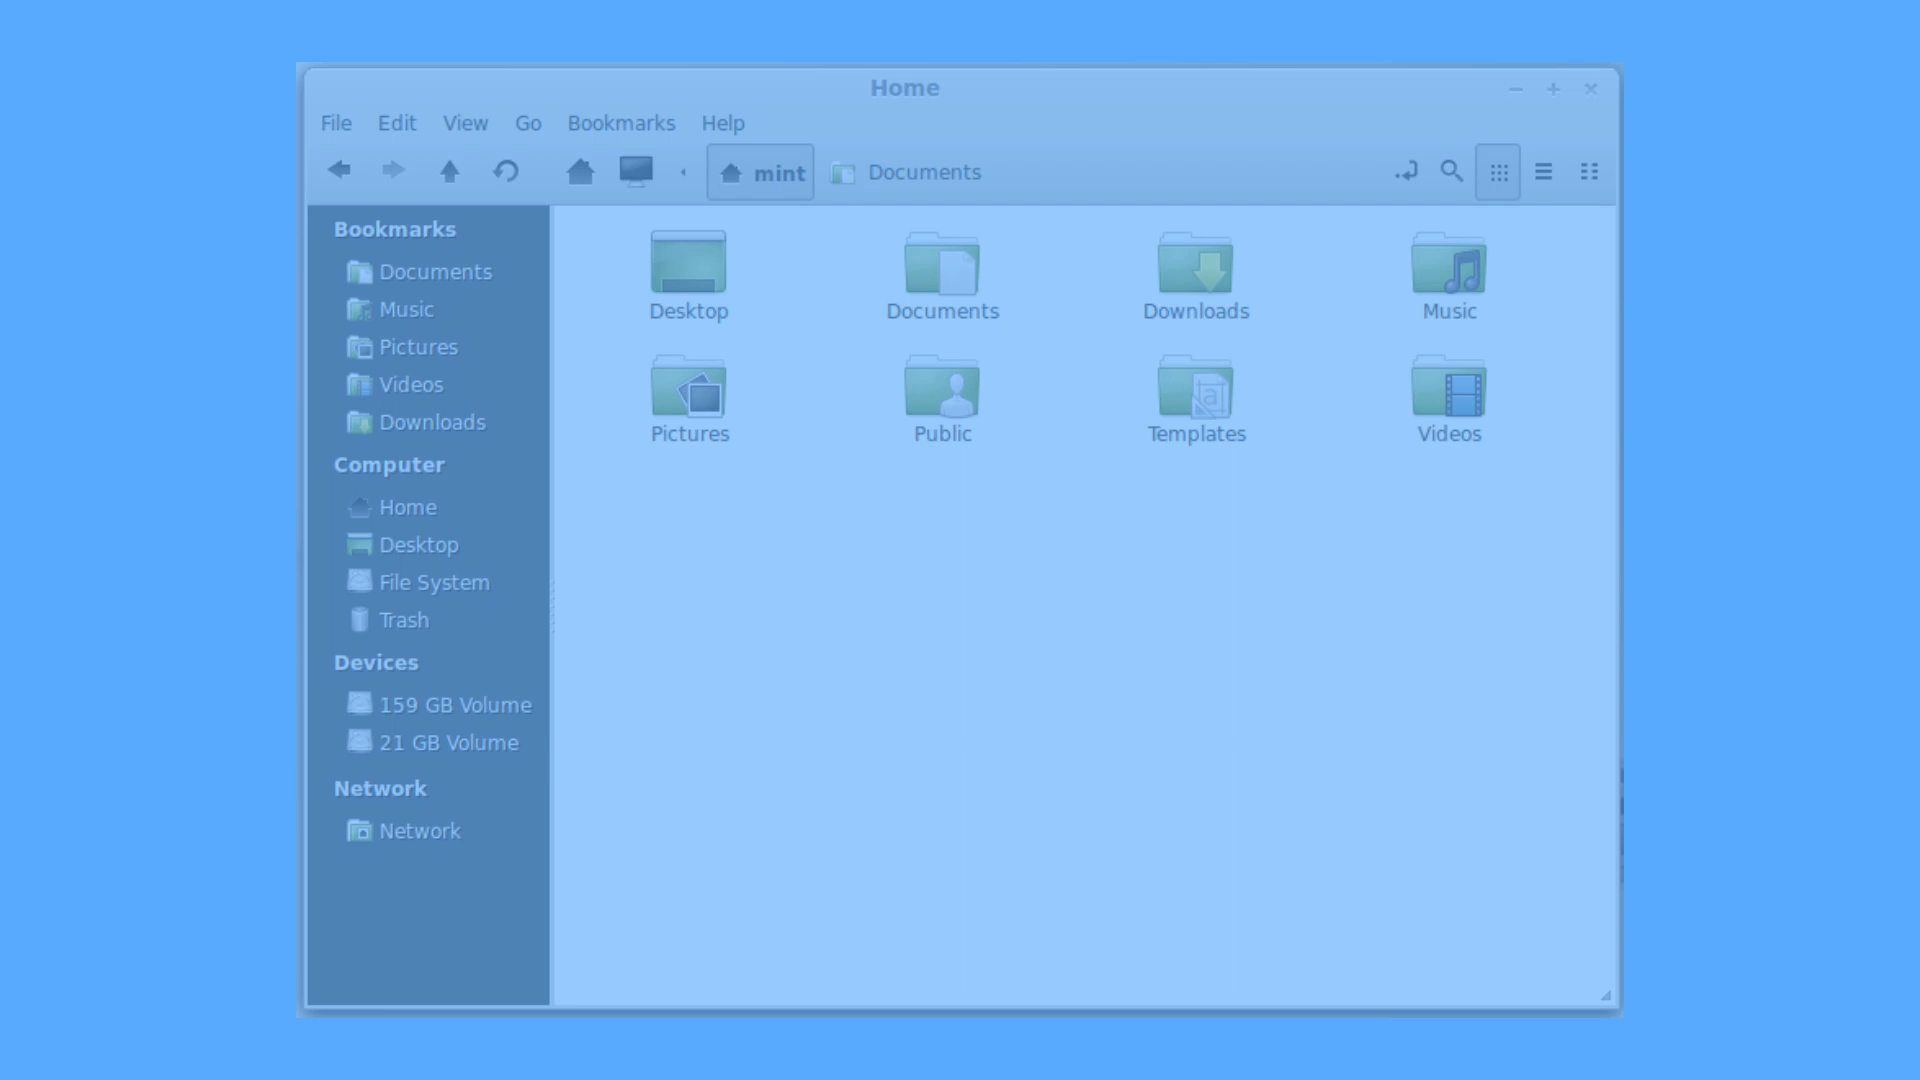 Home
File Edit View Go Bookmarks Help
mint Documents
Bookmarks
Documents
Music
Pictures
Videos
Downloads
Computer
Home
Desktop
File System
Trash
Devices
159 GB Volume
21 GB Volume
Network
Network
Desktop Documents Downloads Music
a
Pictures Public Templates Videos